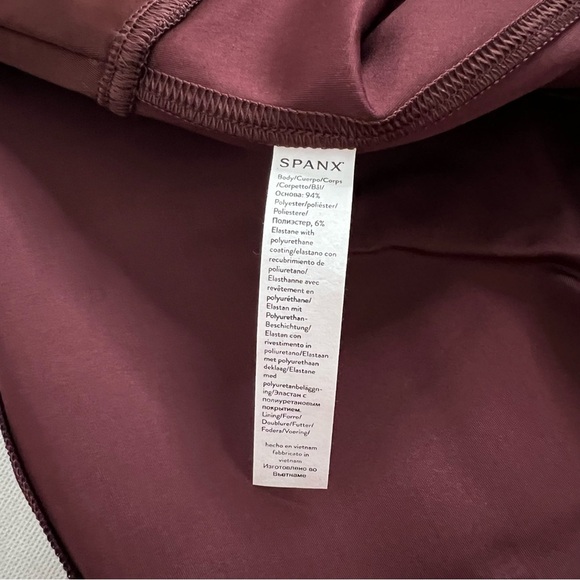 SPANX®
Body/Cuerpo/Corps
/Corpetto/Bål/
Основа: 94%
Polyester/poliéster/
Poliestere/
Полиэстер, 6%
Elastane with
polyurethane
coating/elastano con
recubrimiento de
poliuretano/
Elasthanne avec
revêtement en
polyuréthane/
Elastan mit
Polyurethan-
Beschichtung/
Elastan con
rivestimento in
poliuretano/Elastaan
met polyurethaan
deklaag/Elastane
med
polyuretanbeläggn-
ing/Эластан с
полиуретановым
покрытием.
Lining/Forro/
Doublure/Futter/
Fodera/Voering/
hecho en vietnam
fabbricato in
vietnam
Изготовлено во
Вьетнаме